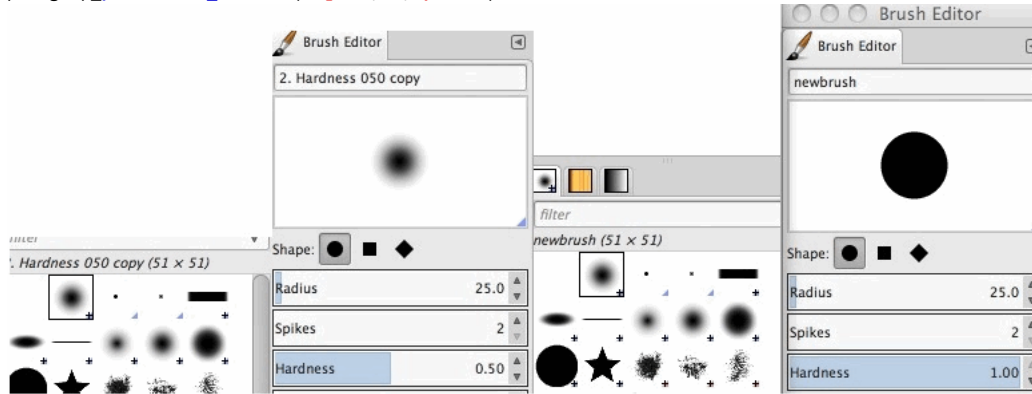 Brush Editor
2. Hardness 050 copy
Shape:
Radius 25.0
Spikes 2
Hardness 0.50
. Hardness 050 copy (51 × 51)
filter
newbrush (51 × 51)
Brush Editor
Brush Editor
newbrush
Shape:
Radius 25.0
Spikes 2
Hardness 1.00